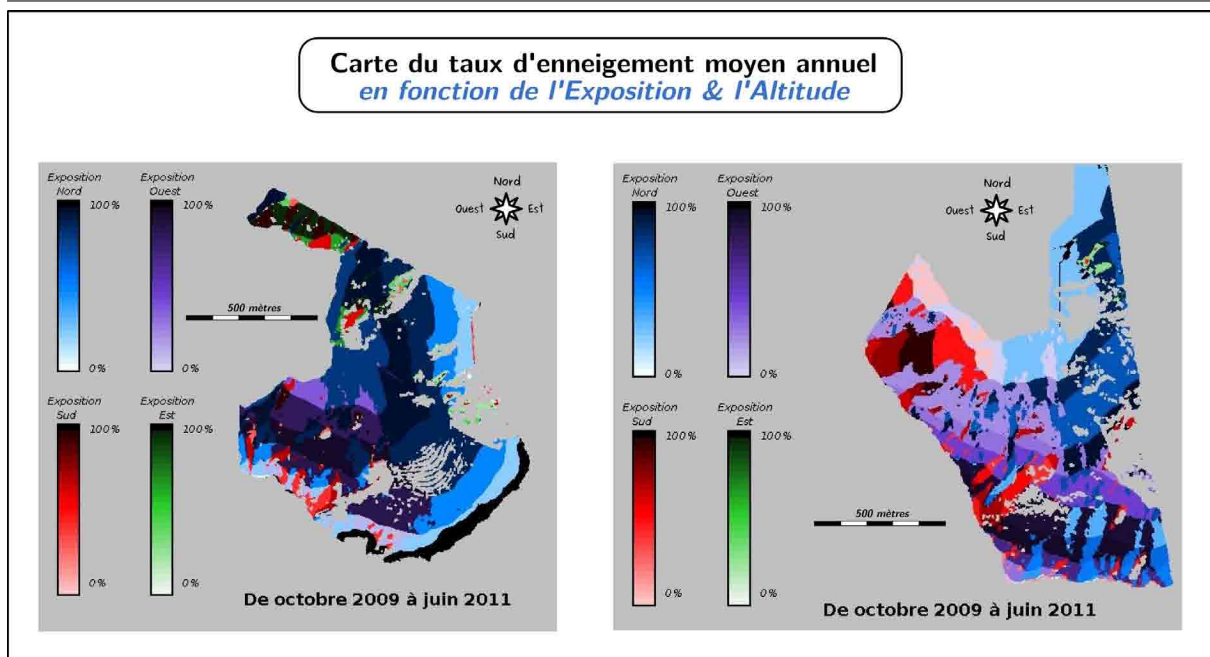 Carte du taux d'enneigement moyen annuel
en fonction de l'Exposition & l'Altitude
Exposition
Nord
100 %
0 %
Exposition
Ouest
100 %
0 %
Exposition
Sud
100 %
0 %
Exposition
Est
100 %
0 %
Nord
Ouest
Est
Sud
500 mètres
De octobre 2009 à juin 2011
Exposition
Nord
100 %
0 %
Exposition
Ouest
100 %
0 %
Exposition
Sud
100 %
0 %
Exposition
Est
100 %
0 %
Nord
Ouest
Est
Sud
500 mètres
De octobre 2009 à juin 2011